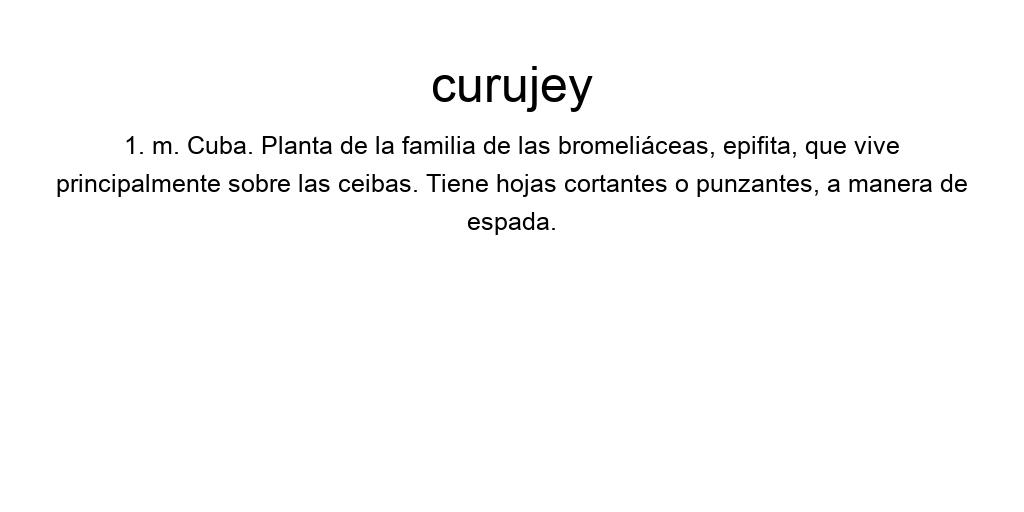 curujey
1. m. Cuba. Planta de la familia de las bromeliáceas, epifita, que vive
principalmente sobre las ceibas. Tiene hojas cortantes o punzantes, a manera de
espada.